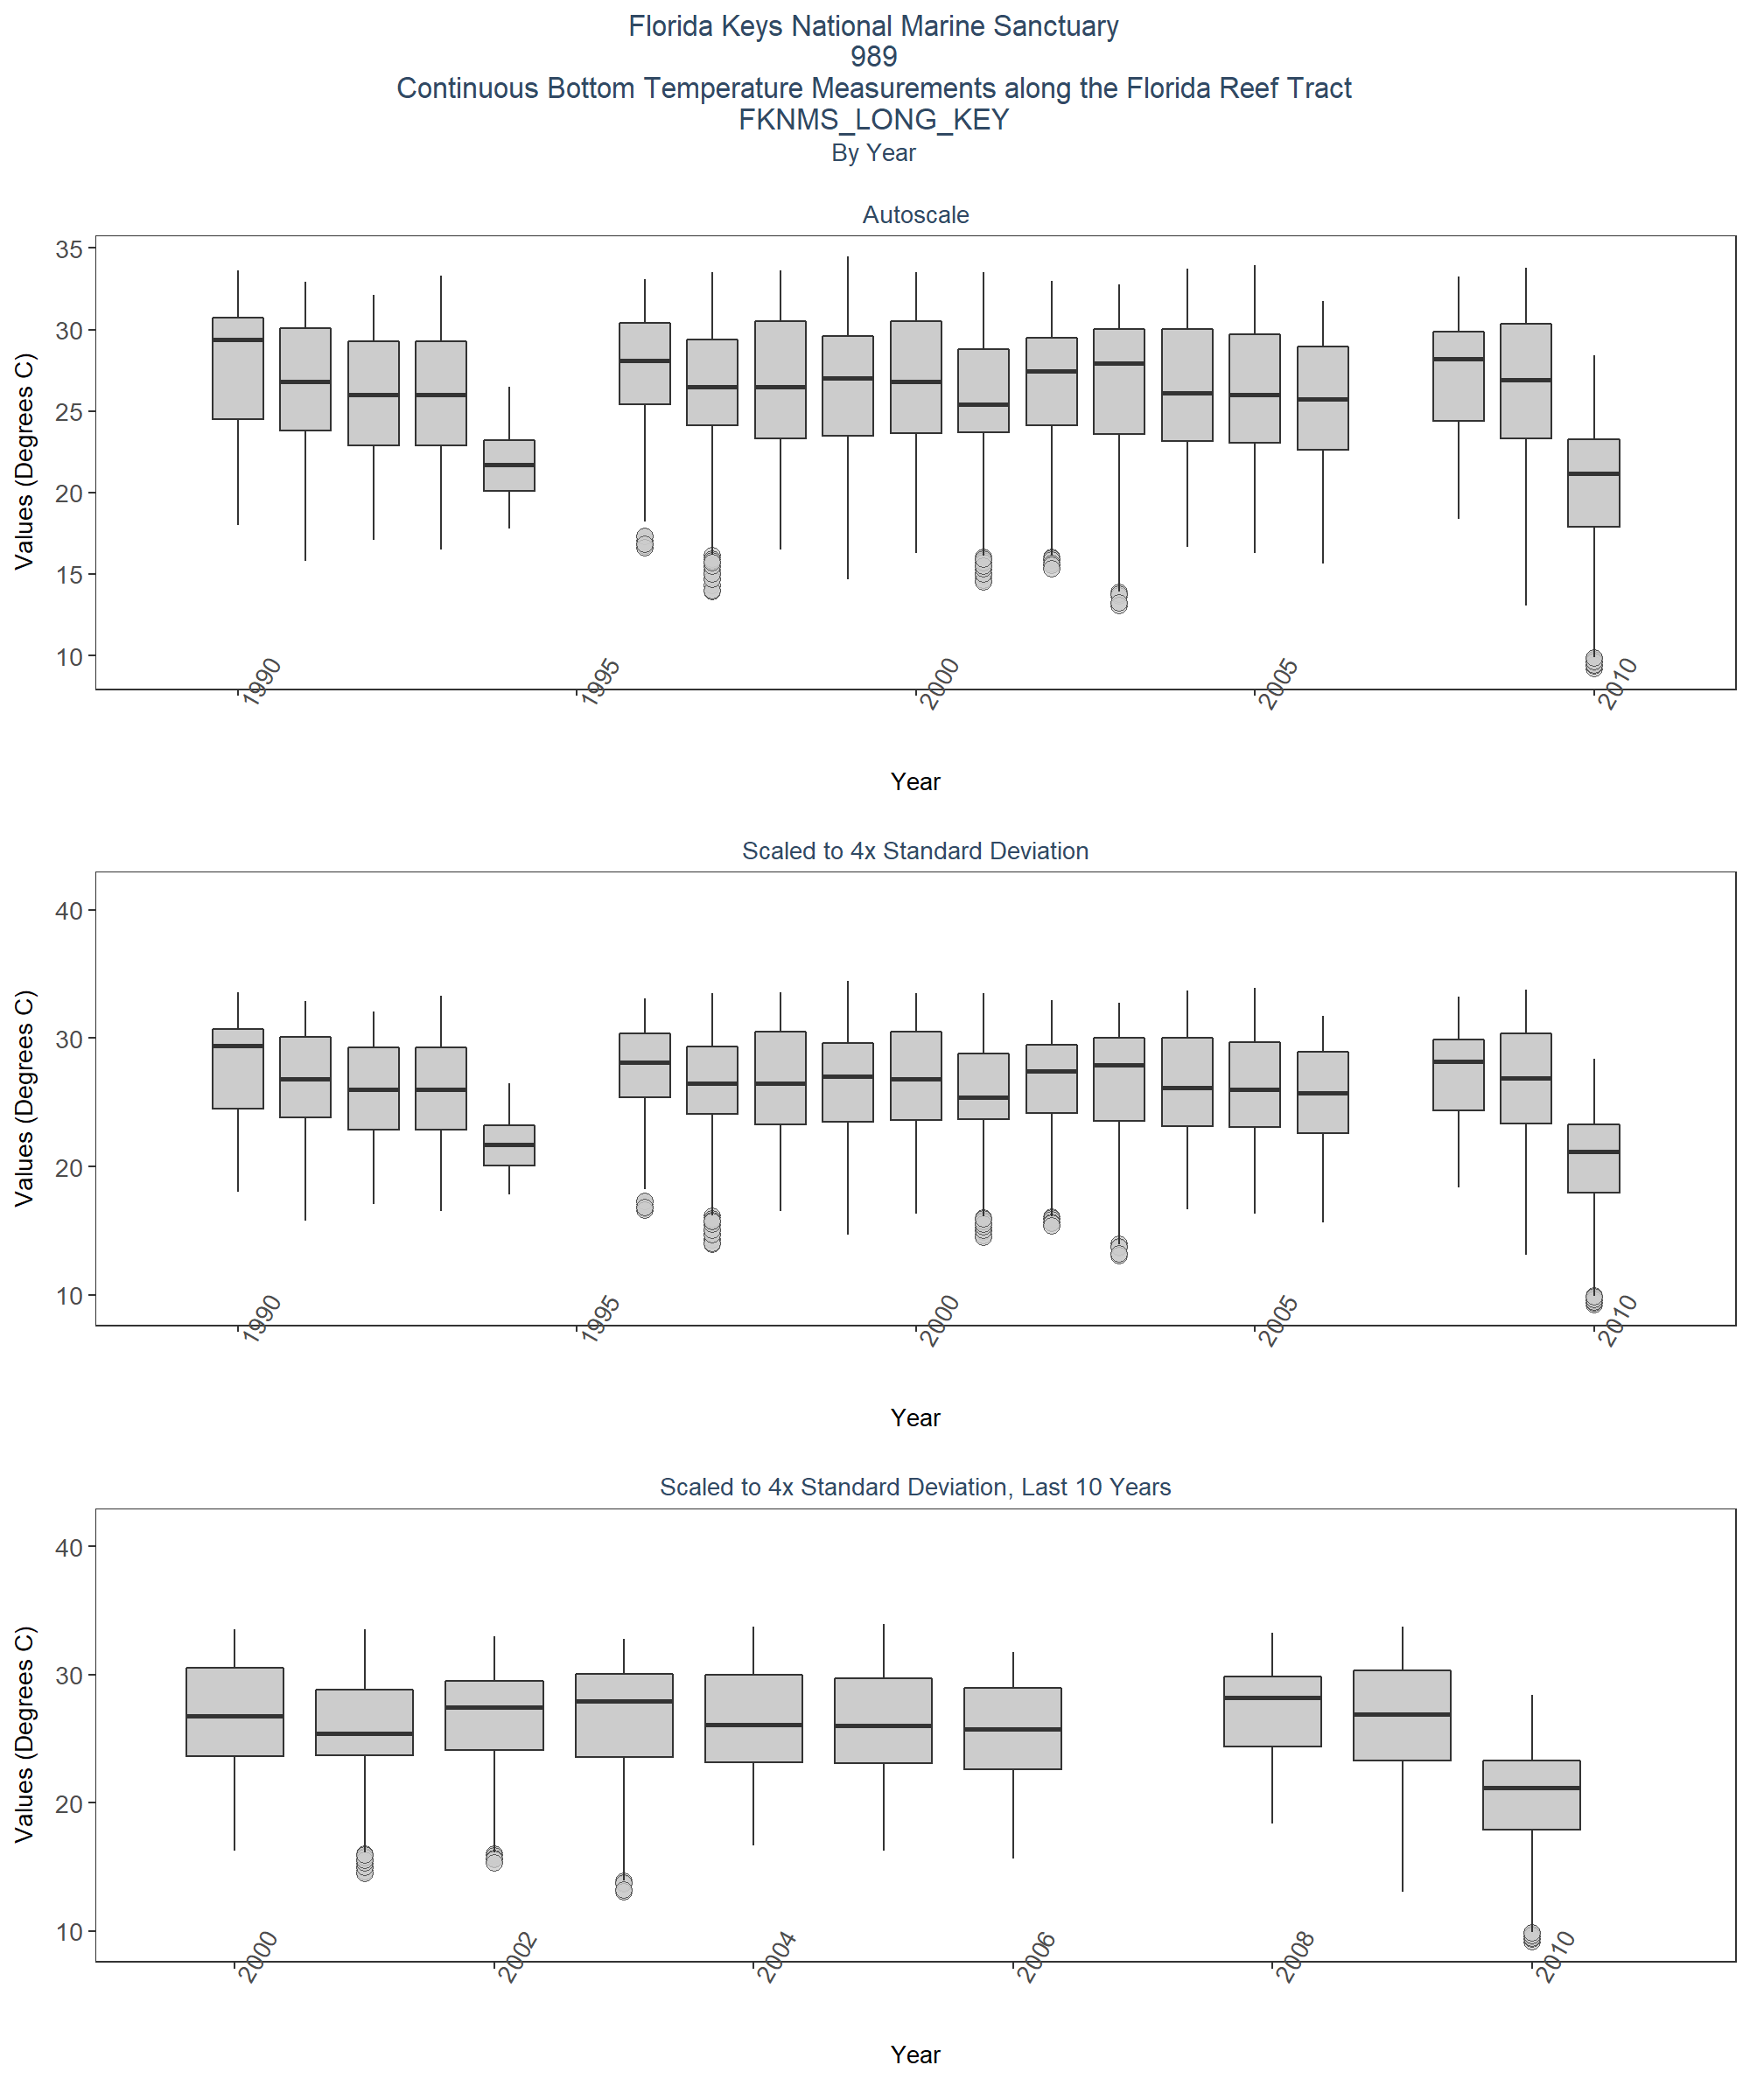 Florida Keys National Marine Sanctuary
989
Continuous Bottom Temperature Measurements along the Florida Reef Tract
FKNMS_LONG_KEY
By Year
Autoscale
Values (Degrees C)
35
30
25
20
15
10
1990
1995
2000
2005
2010
Year
Scaled to 4x Standard Deviation
Values (Degrees C)
40
30
20
10
1990
1995
2000
2005
2010
Year
Scaled to 4x Standard Deviation, Last 10 Years
Values (Degrees C)
40
30
20
10
2000
2002
2004
2006
2008
2010
Year